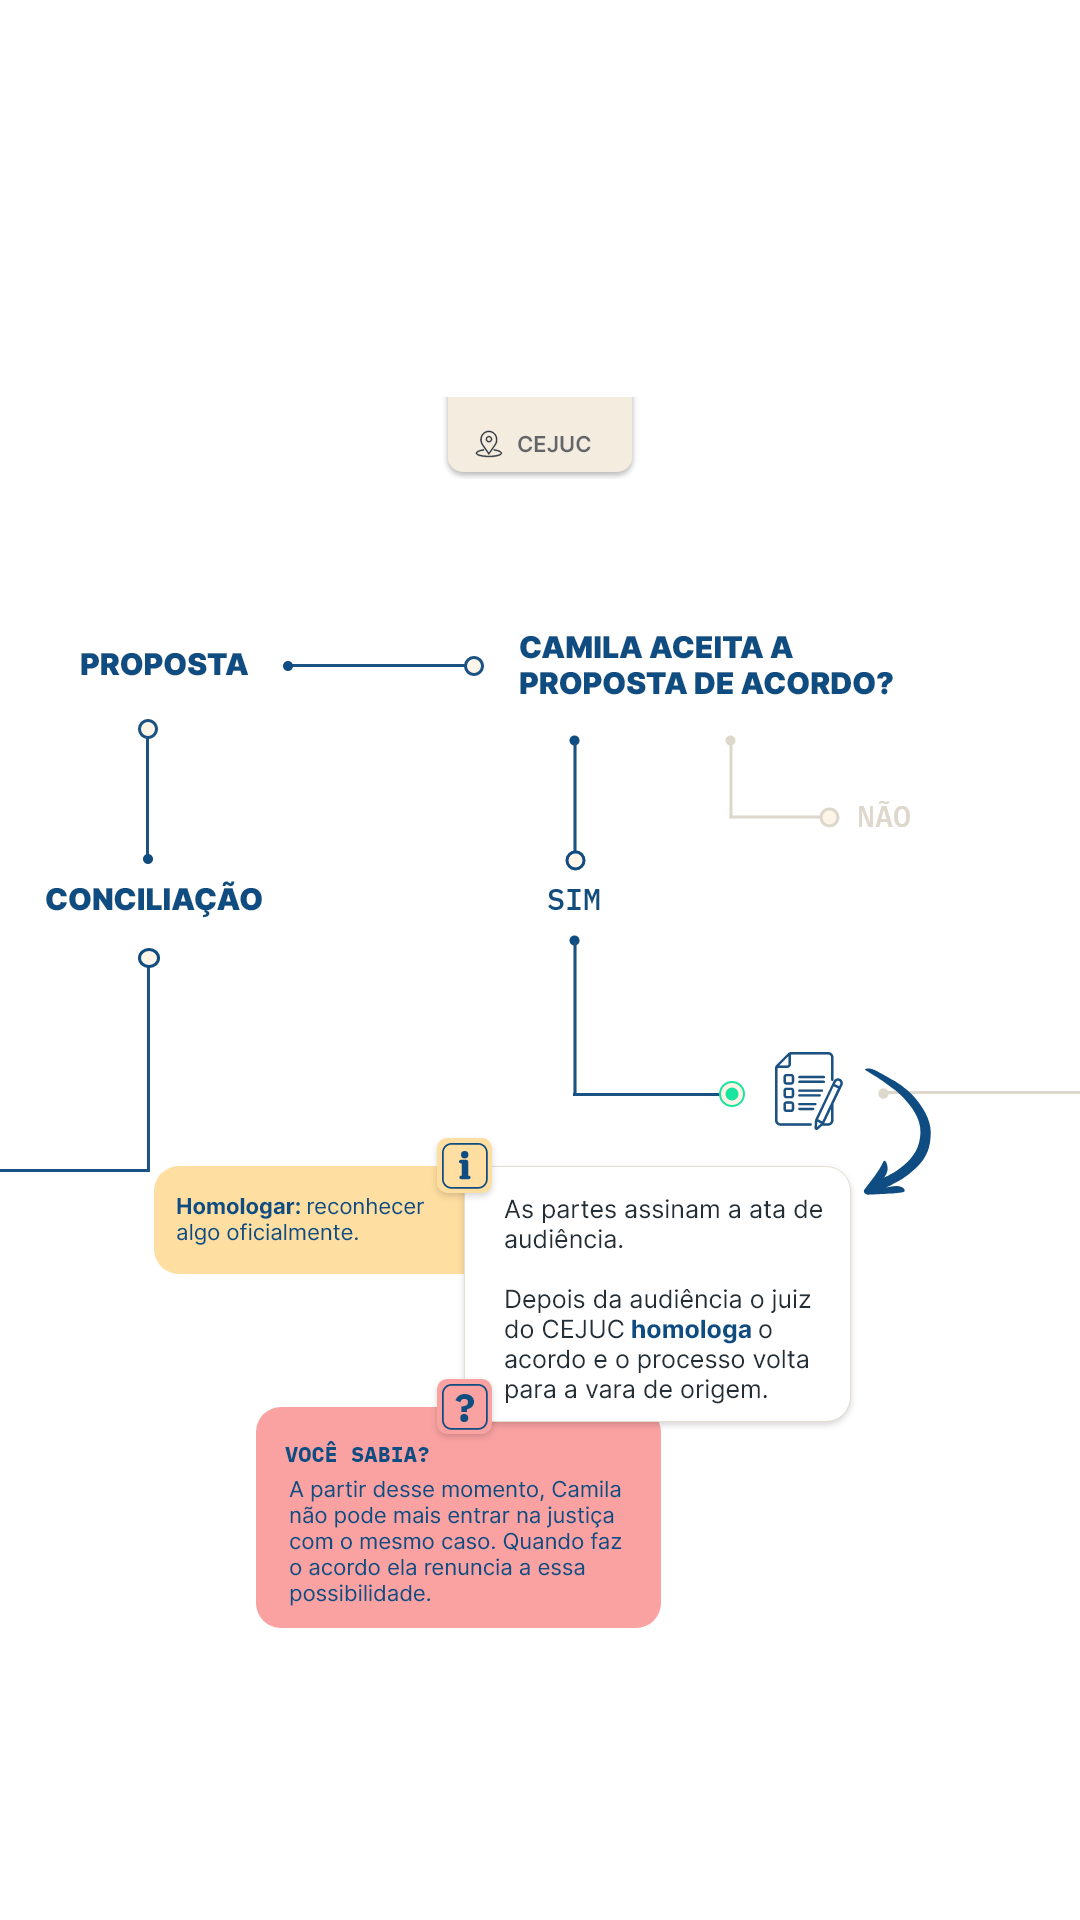 CEJUC
PROPOSTA
CAMILA ACEITA A
PROPOSTA DE ACORDO?
NÃO
CONCILIAÇÃO
SIM
i
Homologar: reconhecer
algo oficialmente.
As partes assinam a ata de
audiência.
Depois da audiência o juiz
do CEJUC homologa o
acordo e o processo volta
para a vara de origem.
?
VOCÊ SABIA?
A partir desse momento, Camila
não pode mais entrar na justiça
com o mesmo caso. Quando faz
o acordo ela renuncia a essa
possibilidade.